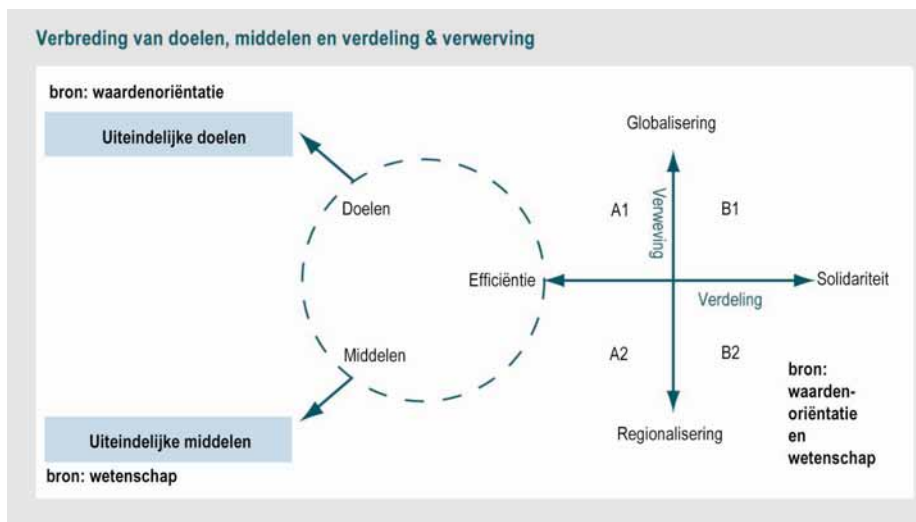 Verbreding van doelen, middelen en verdeling & verwerving
bron: waardenoriëntatie
Uiteindelijke doelen
Doelen
Efficiëntie
Middelen
Uiteindelijke middelen
bron: wetenschap
Globalisering
A1
Verweving
B1
Solidariteit
Verdeling
A2
B2
Regionalisering
bron:
waarden-
oriëntatie
en
wetenschap